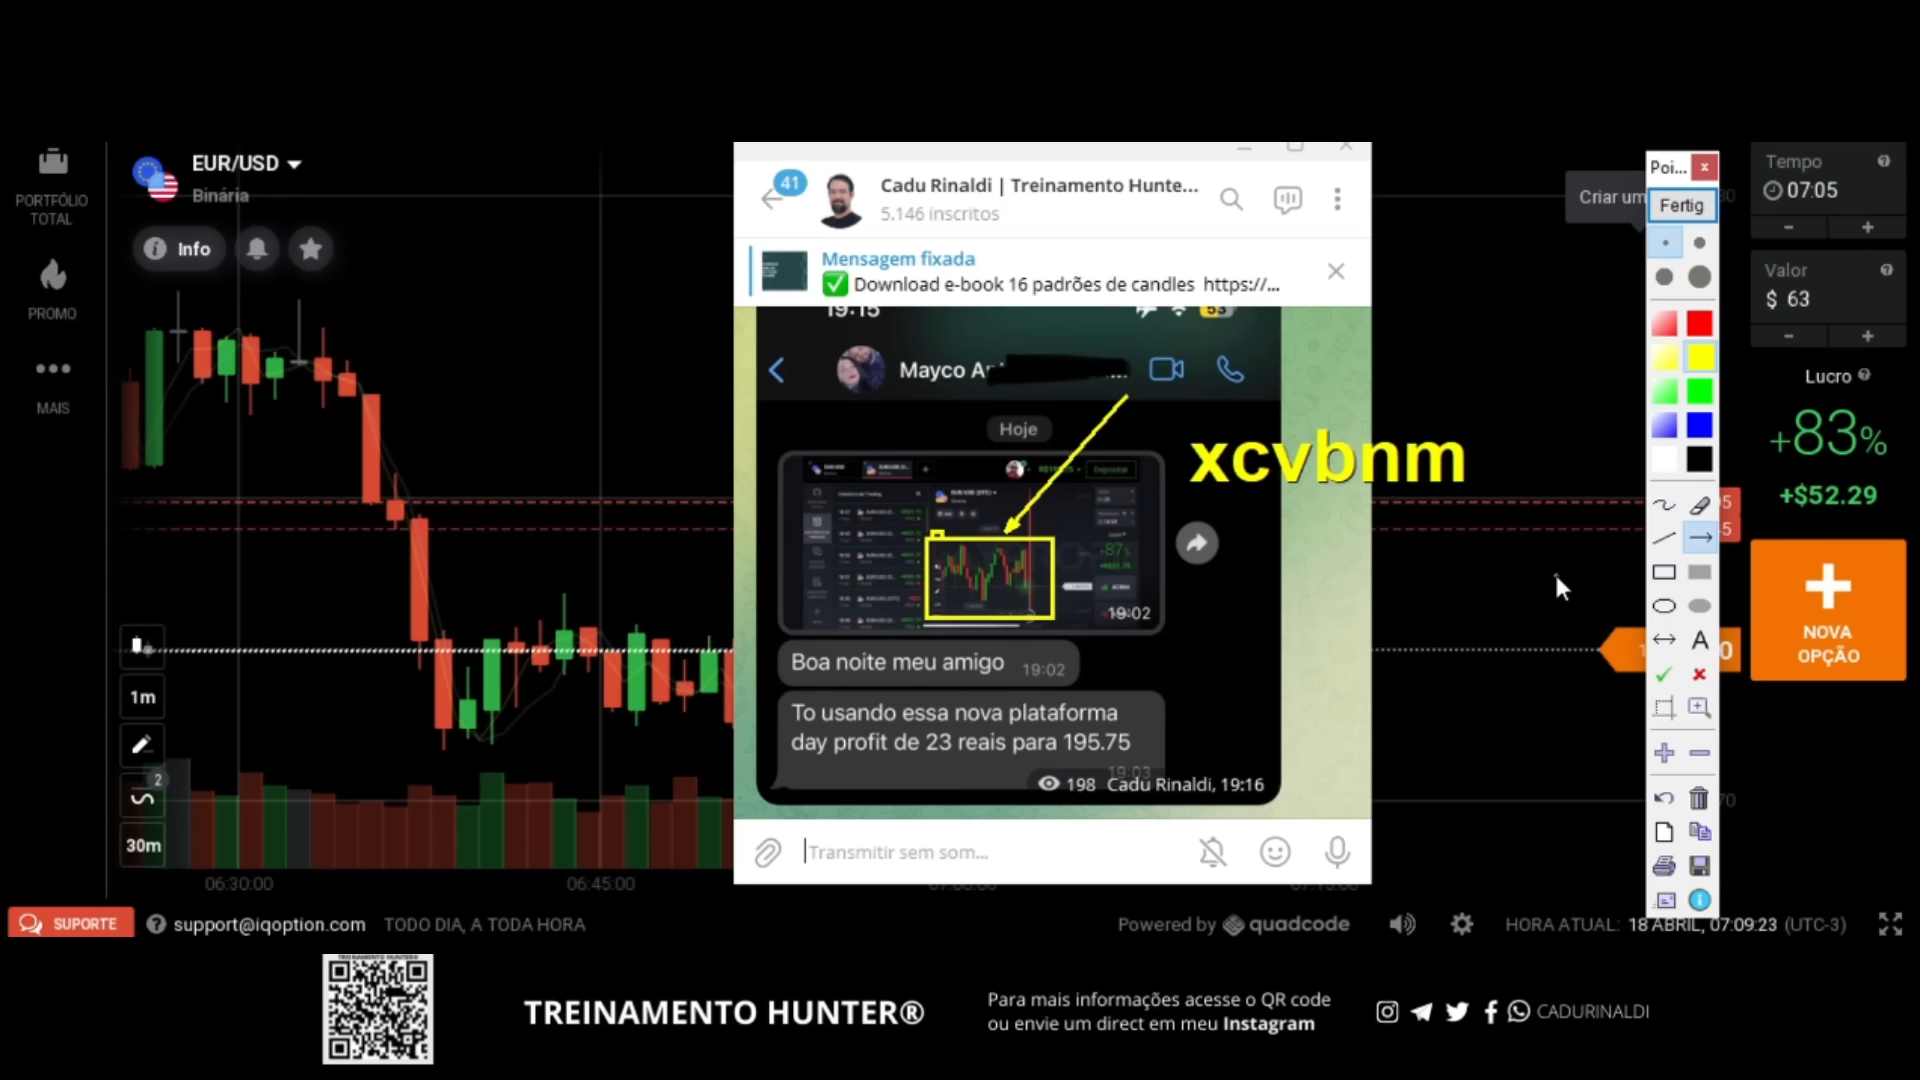 PORTFÓLIO
TOTAL
PROMO
MAIS
EUR/USD
Binária
Info
1m
2
30m
06:30:00
06:45:00
41
Cadu Rinaldi | Treinamento Hunte...
5.146 inscritos
Mensagem fixada
✅ Download e-book 16 padrões de candles https://...
19:15
53
Mayco
Hoje
xcvbnm
+87%
19:02
Boa noite meu amigo 19:02
To usando essa nova plataforma
day profit de 23 reais para 195.75
19:03
198 Cadu Rinaldi, 19:16
Transmitir sem som...
Criar um
Poi...
Fertig
A
Tempo
07:05
Valor
$ 63
Lucro
+83%
+$52.29
NOVA
OPÇÃO
SUPORTE
support@iqoption.com TODO DIA, A TODA HORA
Powered by quadcode
HORA ATUAL: 18 ABRIL, 07:09:23 (UTC-3)
TREINAMENTO HUNTER®
Para mais informações acesse o QR code
ou envie um direct em meu Instagram
CADURINALDI